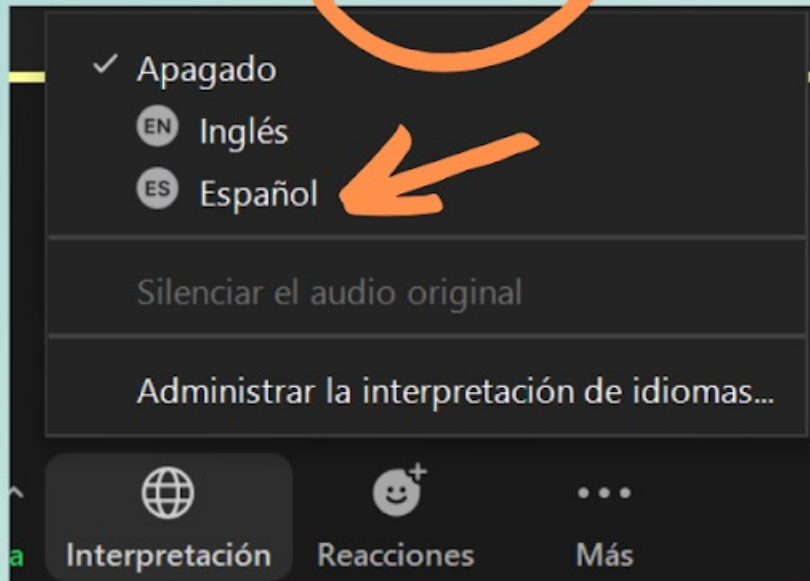 Apagado
EN Inglés
ES Español
Silenciar el audio original
Administrar la interpretación de idiomas...
a Interpretación Reacciones Más